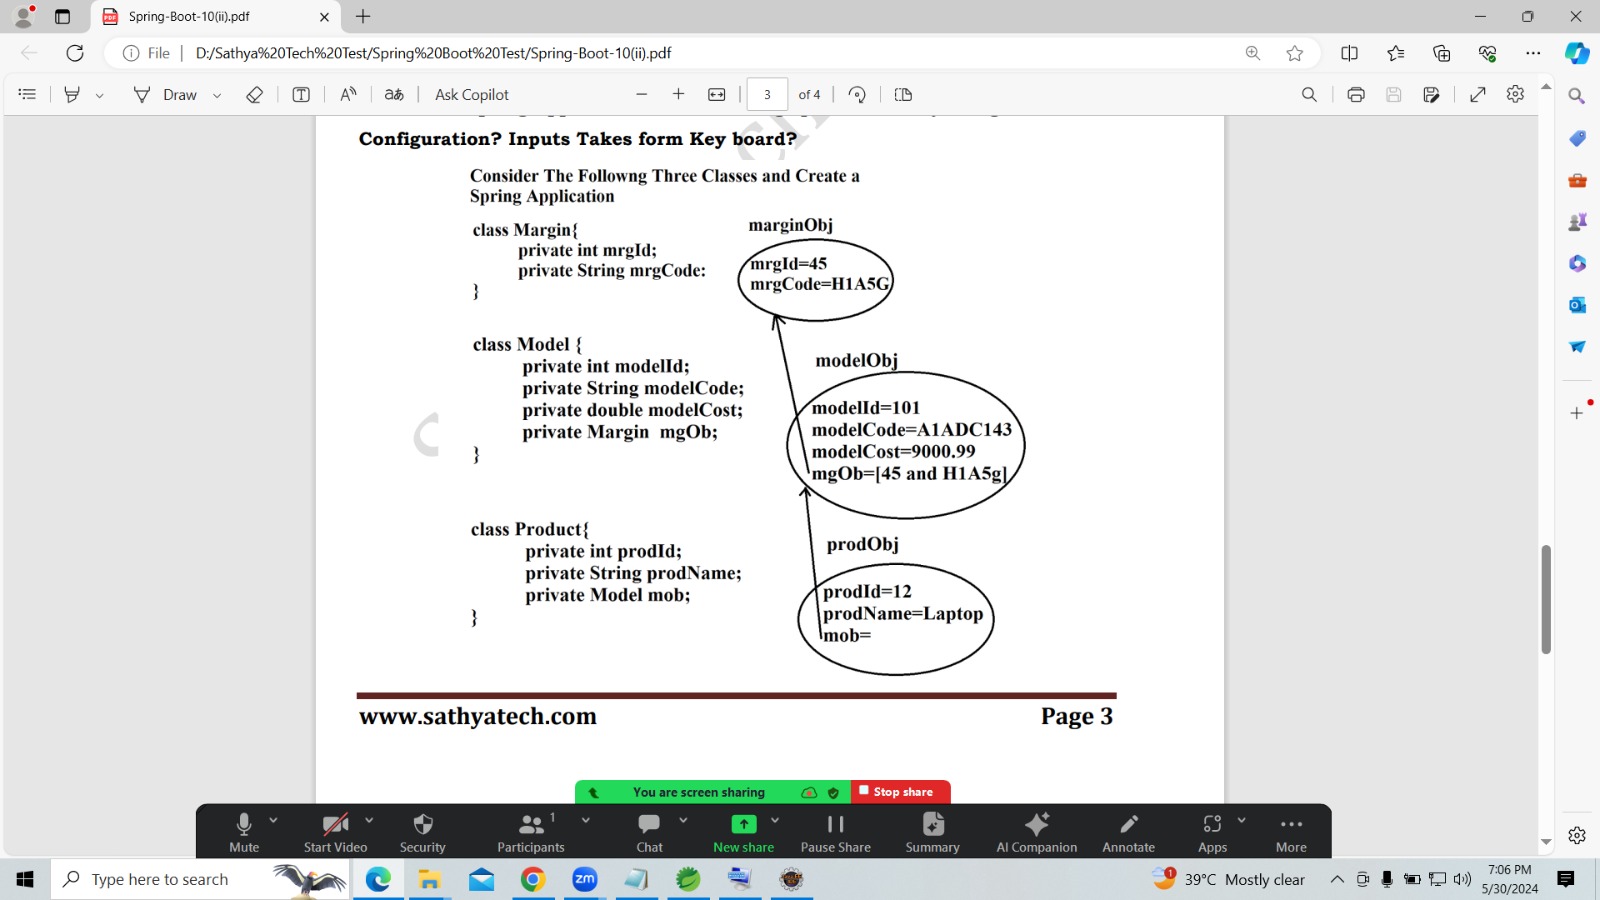 Spring-Boot-10(ii).pdf
File
D:/Sathya%20Tech%20Test/Spring%20Boot%20Test/Spring-Boot-10(ii).pdf
Draw
Ask Copilot
3
of 4
Configuration? Inputs Takes form Key board?
Consider The Followng Three Classes and Create a
Spring Application
class Margin{
private int mrgId;
private String mrgCode:
}
marginObj
mrgId=45
mrgCode=H1A5G
class Model {
private int modelId;
private String modelCode;
private double modelCost;
private Margin mgOb;
}
modelObj
modelId=101
modelCode=A1ADC143
modelCost=9000.99
mgOb=[45 and H1A5g]
class Product{
private int prodId;
private String prodName;
private Model mob;
}
prodObj
prodId=12
prodName=Laptop
mob=
www.sathyatech.com
Page 3
You are screen sharing
Stop share
Mute
Start Video
Security
Participants
1
Chat
New share
Pause Share
Summary
AI Companion
Annotate
Apps
More
Type here to search
zm
1
39°C Mostly clear
7:06 PM
5/30/2024